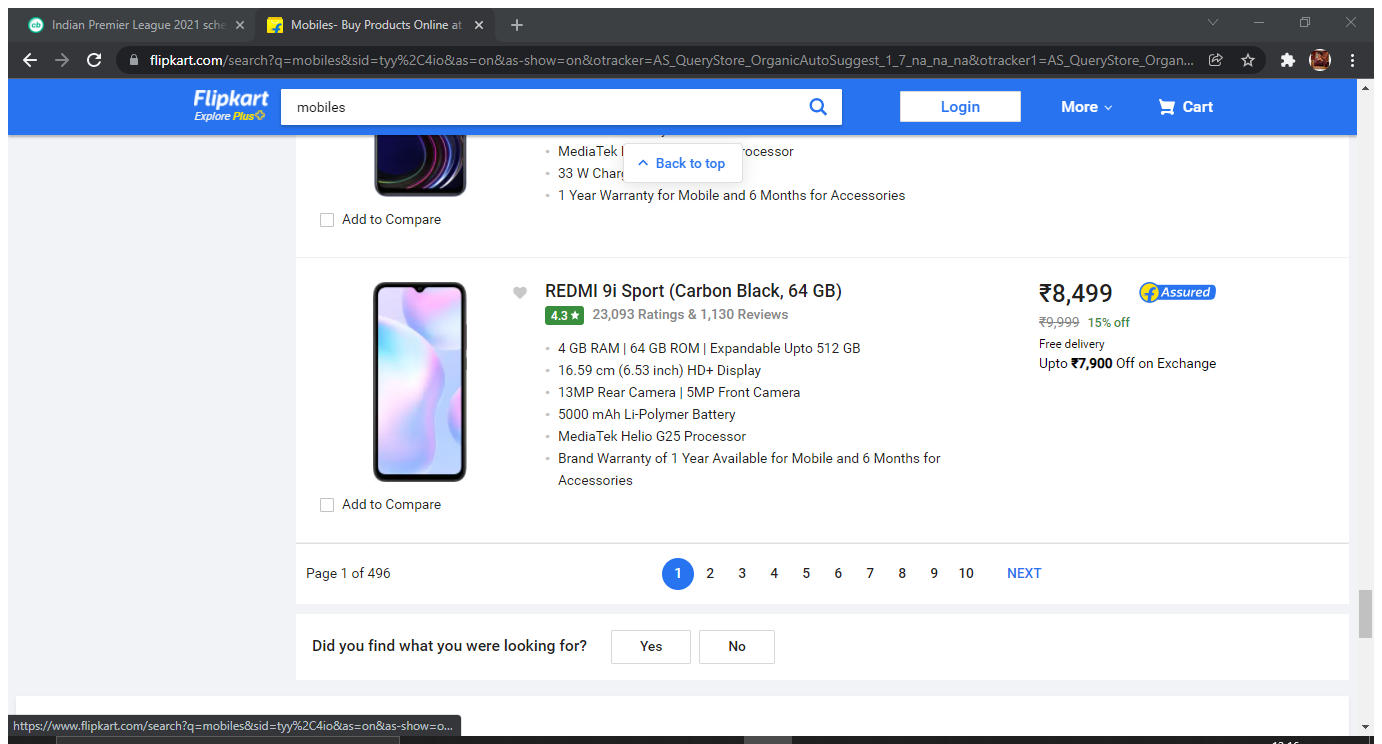 Indian Premier League 2021 sche
Mobiles- Buy Products Online at
flipkart.com/search?q=mobiles&sid=tyy%2C4io&as=on&as-show=on&otracker=AS_QueryStore_OrganicAutoSuggest_1_7_na_na_na&otracker1=AS_QueryStore_Organ...
Flipkart
Explore Plus
mobiles
Login
More
Cart
MediaTek rocessor
Back to top
33 W Charg
1 Year Warranty for Mobile and 6 Months for Accessories
Add to Compare
REDMI 9i Sport (Carbon Black, 64 GB)
4.3★ 23,093 Ratings & 1,130 Reviews
4 GB RAM | 64 GB ROM | Expandable Upto 512 GB
16.59 cm (6.53 inch) HD+ Display
13MP Rear Camera | 5MP Front Camera
5000 mAh Li-Polymer Battery
MediaTek Helio G25 Processor
Brand Warranty of 1 Year Available for Mobile and 6 Months for
Accessories
₹8,499
Assured
₹9,999 15% off
Free delivery
Upto ₹7,900 Off on Exchange
Add to Compare
Page 1 of 496
1 2 3 4 5 6 7 8 9 10 NEXT
Did you find what you were looking for?
Yes
No
https://www.flipkart.com/search?q=mobiles&sid=tyy%2C4io&as=on&as-show=o...